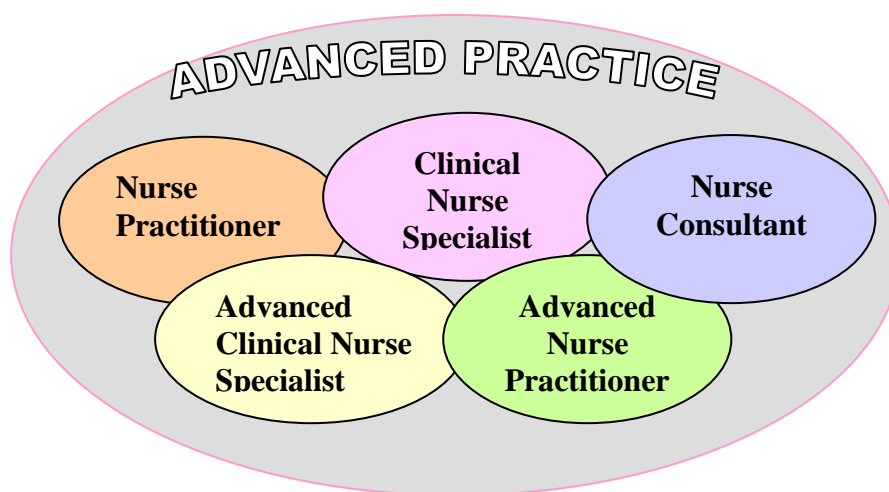 ADVANCED PRACTICE
Nurse
Practitioner
Clinical
Nurse
Specialist
Nurse
Consultant
Advanced
Clinical Nurse
Specialist
Advanced
Nurse
Practitioner